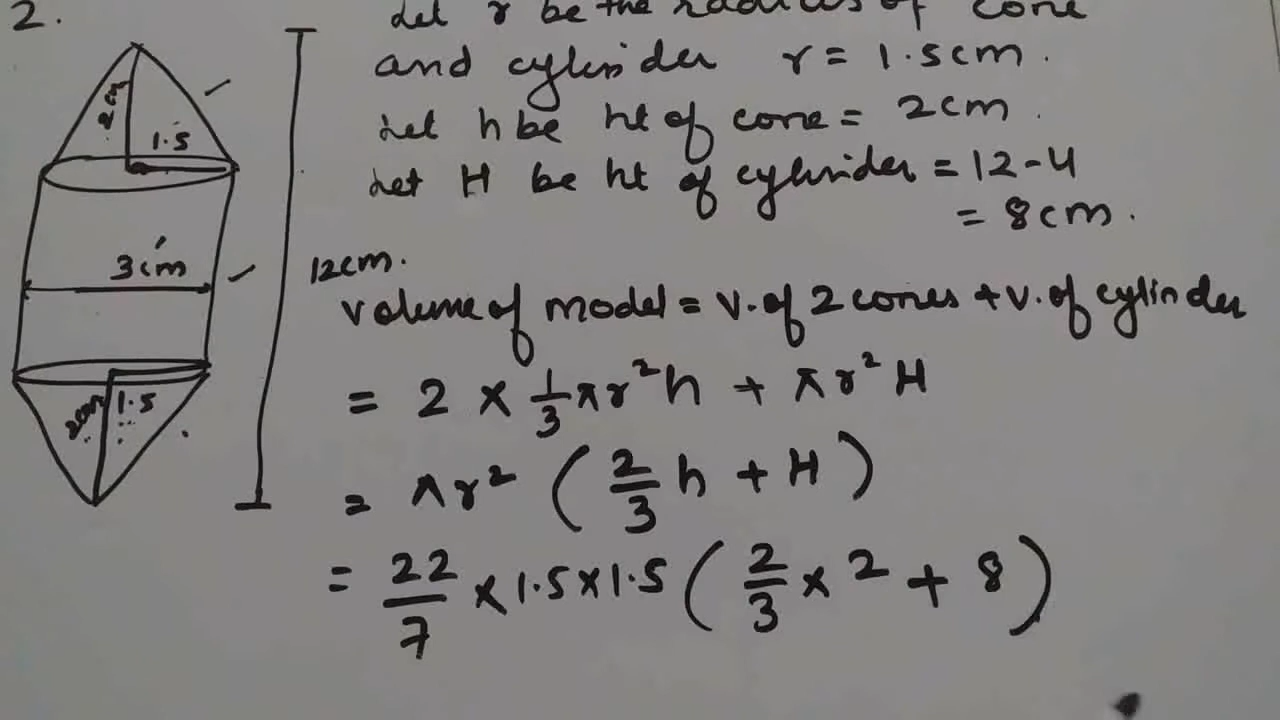 2.
Let r be the radius of cone
and cylinder r = 1.5cm.
Let h be ht of cone = 2cm.
Let H be ht of cylinder = 12-4
= 8cm.
2cm
1.5
3cm
12cm.
2cm
1.5
Volume of model = V. of 2 cones + V. of cylinder
= 2 × 1/3 πr²h + πr²H
= πr² (2/3 h + H)
= 22/7 × 1.5 × 1.5 (2/3 × 2 + 8)